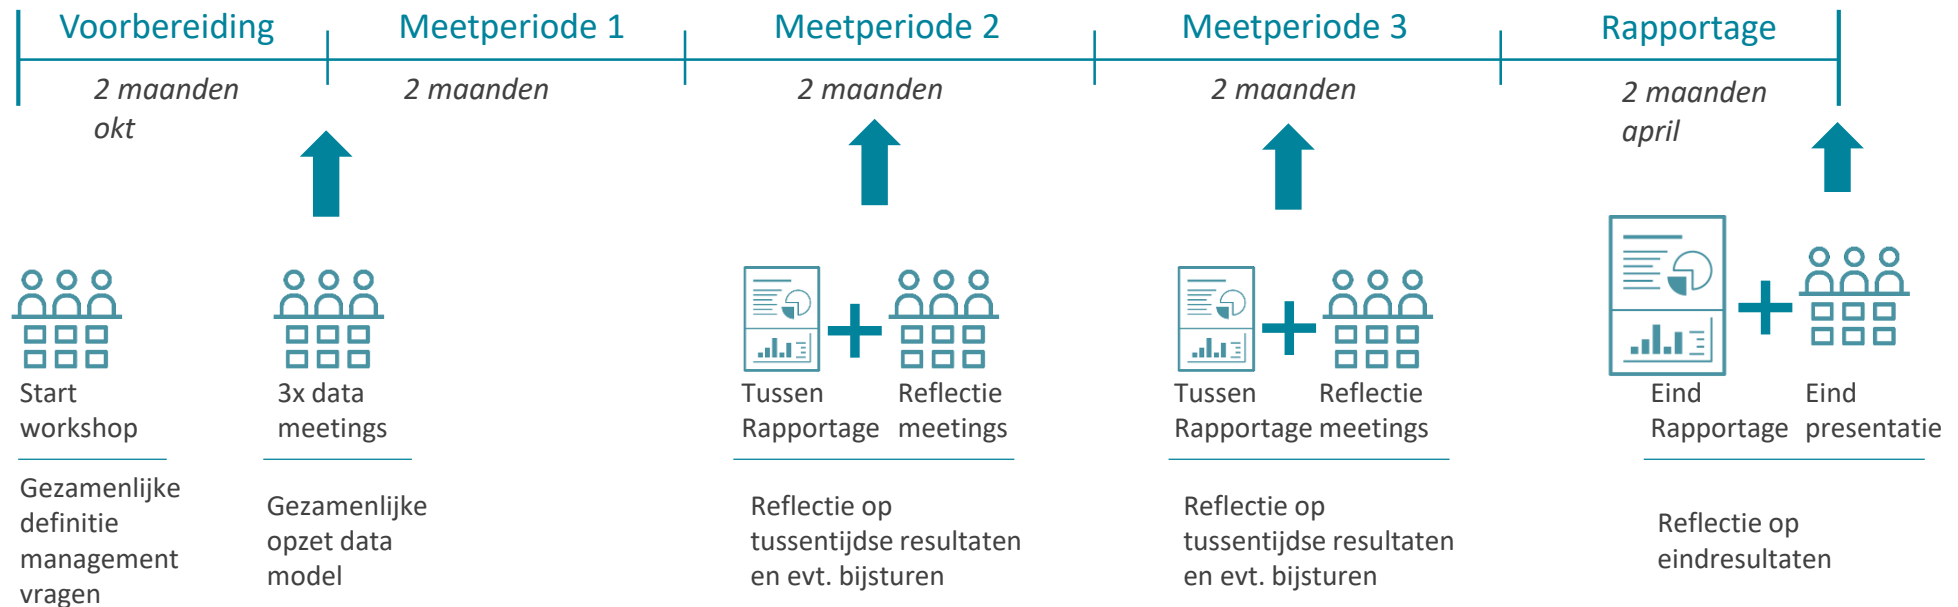 Voorbereiding
Meetperiode 1
Meetperiode 2
Meetperiode 3
Rapportage
2 maanden
okt
2 maanden
2 maanden
2 maanden
2 maanden
april
Start
workshop
Gezamenlijke
definitie
management
vragen
3x data
meetings
Gezamenlijke
opzet data
model
Tussen
Rapportage
Reflectie
meetings
Reflectie op
tussentijdse resultaten
en evt. bijsturen
Tussen
Rapportage
Reflectie
meetings
Reflectie op
tussentijdse resultaten
en evt. bijsturen
Eind
Rapportage
Eind
presentatie
Reflectie op
eindresultaten